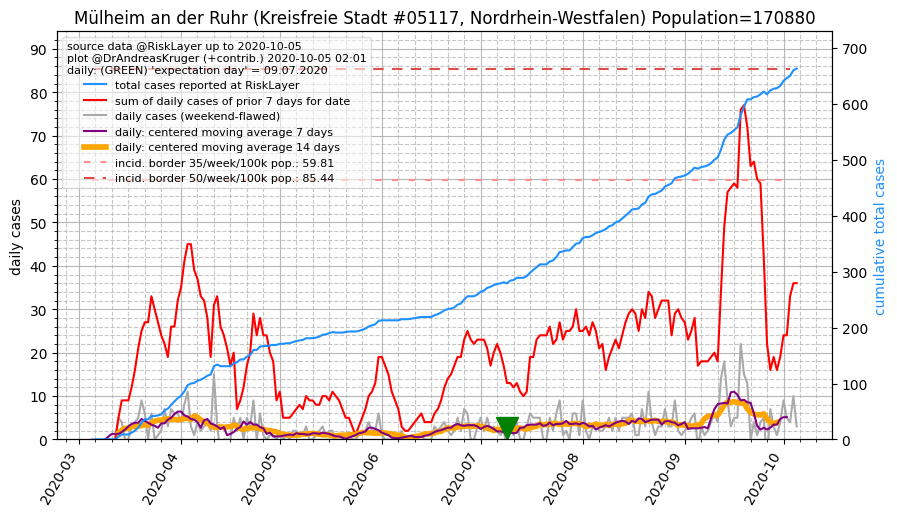 Mülheim an der Ruhr (Kreisfreie Stadt #05117, Nordrhein-Westfalen) Population=170880
source data @RiskLayer up to 2020-10-05
plot @DrAndreasKruger (+contrib.) 2020-10-05 02:01
daily: (GREEN) 'expectation day' = 09.07.2020
total cases reported at RiskLayer
sum of daily cases of prior 7 days for date
daily cases (weekend-flawed)
daily: centered moving average 7 days
daily: centered moving average 14 days
incid. border 35/week/100k pop.: 59.81
incid. border 50/week/100k pop.: 85.44
daily cases
90
80
70
60
50
40
30
20
10
0
cumulative total cases
700
600
500
400
300
200
100
0
2020-03
2020-04
2020-05
2020-06
2020-07
2020-08
2020-09
2020-10